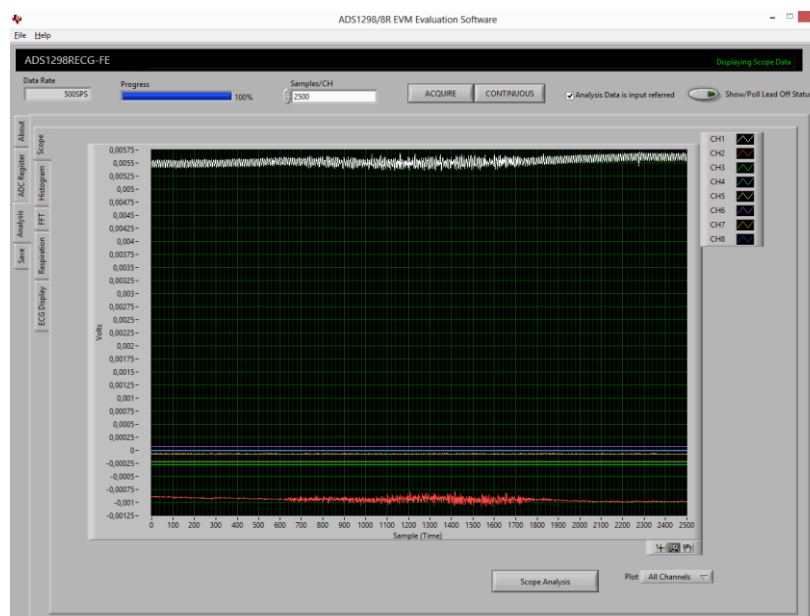 ADS1298/8R EVM Evaluation Software
File Help
ADS1298RECG-FE
Displaying Scope Data
Data Rate
500SPS
Progress
100%
Samples/CH
2500
ACQUIRE
CONTINUOUS
Analysis Data is input referred
Show/Poll Lead Off Statu
About
ADC Register
Analysis
Save
Scope
Histogram
FFT
Respiration
ECG Display
Volts
0,00575
0,0055
0,00525
0,005
0,00475
0,0045
0,00425
0,004
0,00375
0,0035
0,00325
0,003
0,00275
0,0025
0,00225
0,002
0,00175
0,0015
0,00125
0,001
0,00075
0,0005
0,00025
0
-0,00025
-0,0005
-0,00075
-0,001
-0,00125
0 100 200 300 400 500 600 700 800 900 1000 1100 1200 1300 1400 1500 1600 1700 1800 1900 2000 2100 2200 2300 2400 2500
Sample (Time)
CH1
CH2
CH3
CH4
CH5
CH6
CH7
CH8
Scope Analysis
Plot All Channels